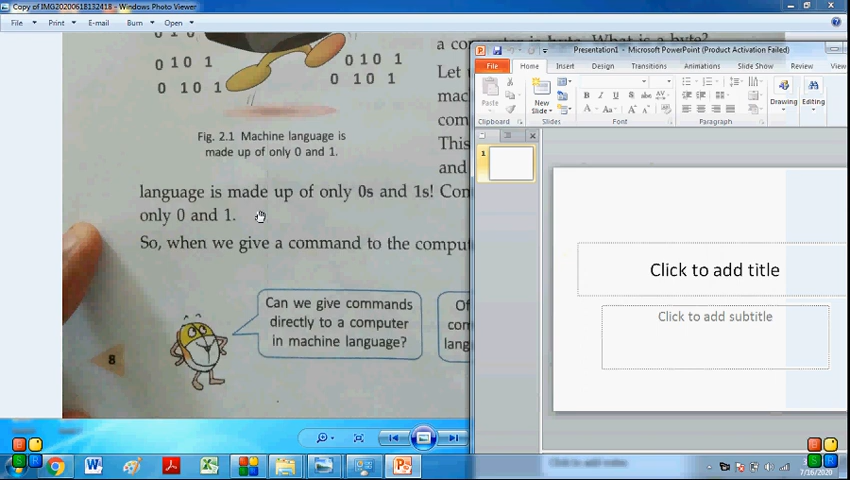 Copy of IMG20200618132418 - Windows Photo Viewer
File Print E-mail Burn Open
0 1 0 1
0 10 1
0 1 0 1
0 1 0 1
Fig. 2.1 Machine language is
made up of only 0 and 1.
language is made up of only 0s and 1s! Com
only 0 and 1.
So, when we give a command to the compute
Can we give commands
directly to a computer
in machine language?
8
a computer is byte. What is a byte?
Let
mac
com
This
and
Of
com
lang
Presentation1 - Microsoft PowerPoint (Product Activation Failed)
File Home Insert Design Transitions Animations Slide Show Review View
Paste
New
Slide
Drawing
Editing
Clipboard Slides Font Paragraph
1
Click to add title
Click to add subtitle
Click to add notes
7/16/2020